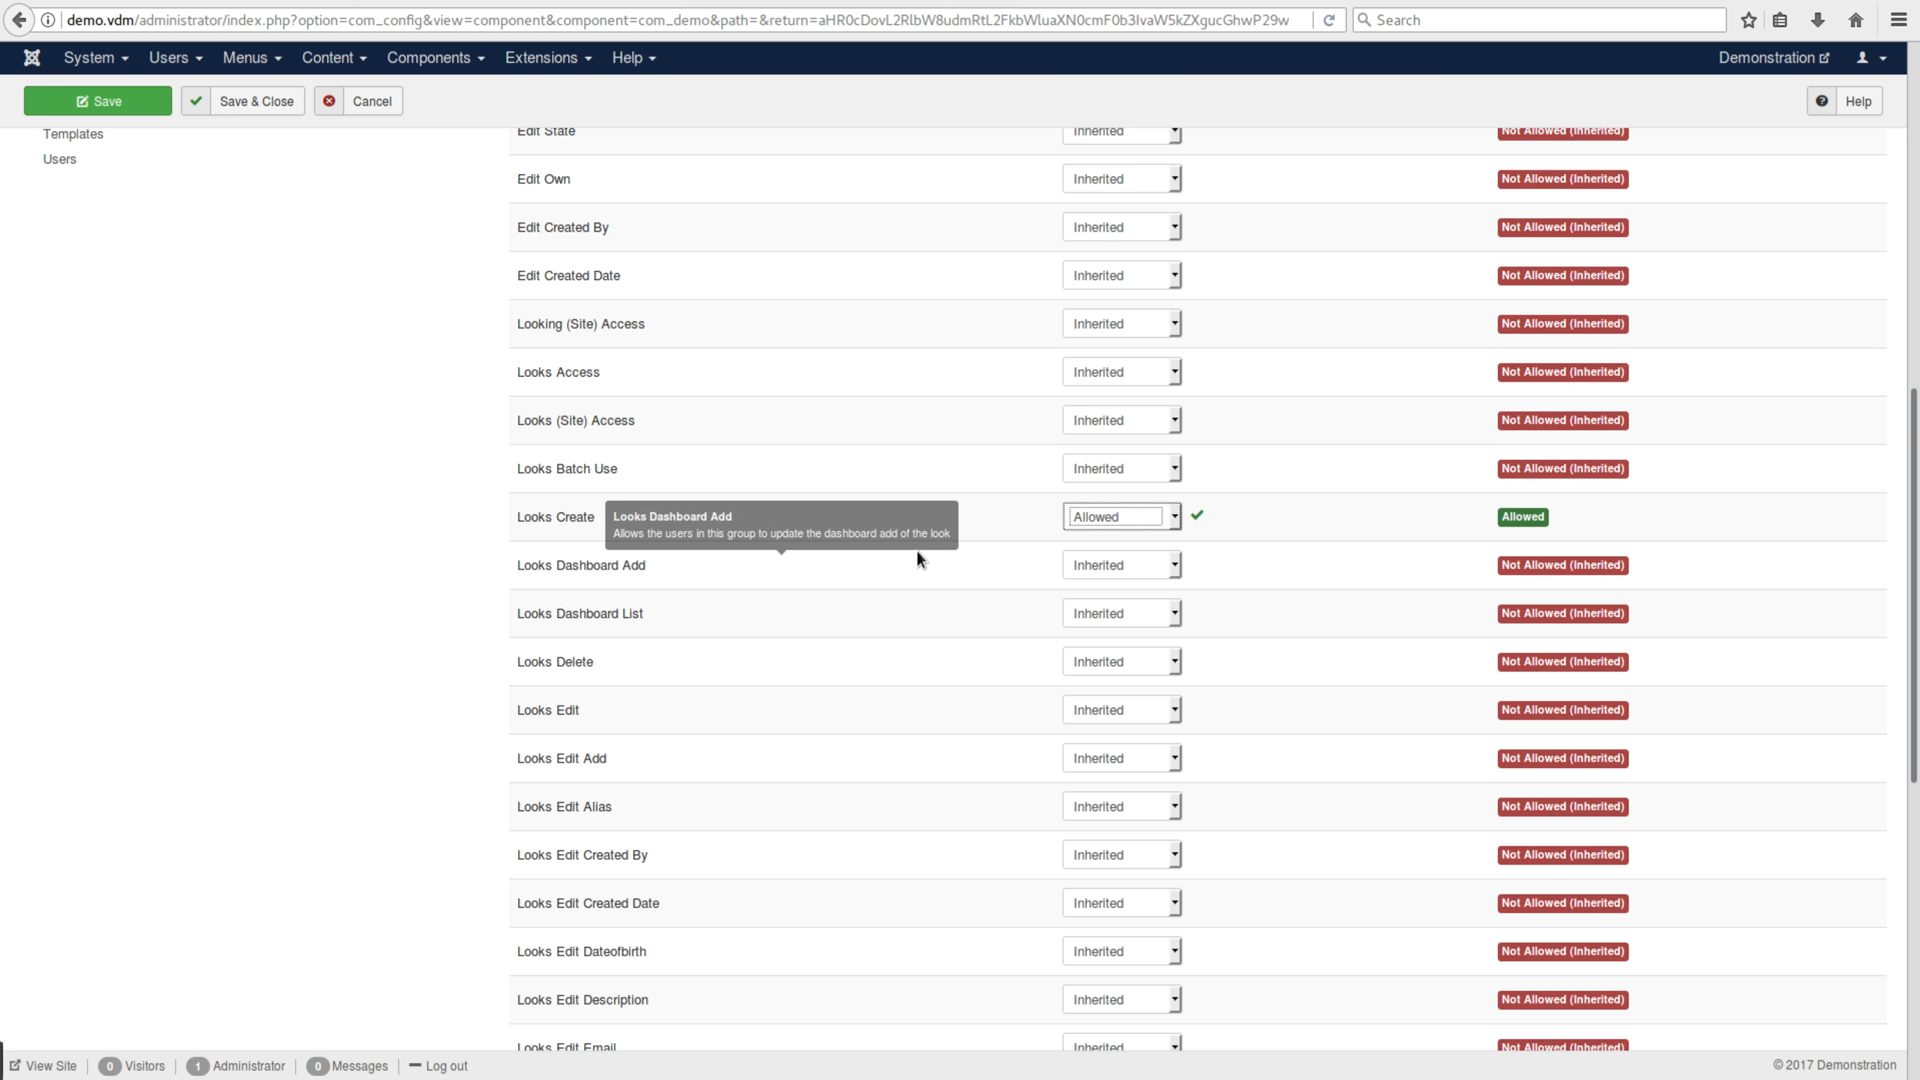 demo.vdm/administrator/index.php?option=com_config&view=component&component=com_demo&path=&return=aHR0cDovL2RlbW8udmRtL2FkbWluaXN0cmF0b3IvaW5kZXgucGhwP29w
Search
System Users Menus Content Components Extensions Help Demonstration
Save Save & Close Cancel Help
Templates
Users
Edit State Inherited Not Allowed (Inherited)
Edit Own Inherited Not Allowed (Inherited)
Edit Created By Inherited Not Allowed (Inherited)
Edit Created Date Inherited Not Allowed (Inherited)
Looking (Site) Access Inherited Not Allowed (Inherited)
Looks Access Inherited Not Allowed (Inherited)
Looks (Site) Access Inherited Not Allowed (Inherited)
Looks Batch Use Inherited Not Allowed (Inherited)
Looks Create Allowed Allowed
Looks Dashboard Add
Allows the users in this group to update the dashboard add of the look
Looks Dashboard Add Inherited Not Allowed (Inherited)
Looks Dashboard List Inherited Not Allowed (Inherited)
Looks Delete Inherited Not Allowed (Inherited)
Looks Edit Inherited Not Allowed (Inherited)
Looks Edit Add Inherited Not Allowed (Inherited)
Looks Edit Alias Inherited Not Allowed (Inherited)
Looks Edit Created By Inherited Not Allowed (Inherited)
Looks Edit Created Date Inherited Not Allowed (Inherited)
Looks Edit Dateofbirth Inherited Not Allowed (Inherited)
Looks Edit Description Inherited Not Allowed (Inherited)
Looks Edit Email Inherited Not Allowed (Inherited)
View Site 0 Visitors 1 Administrator 0 Messages Log out © 2017 Demonstration